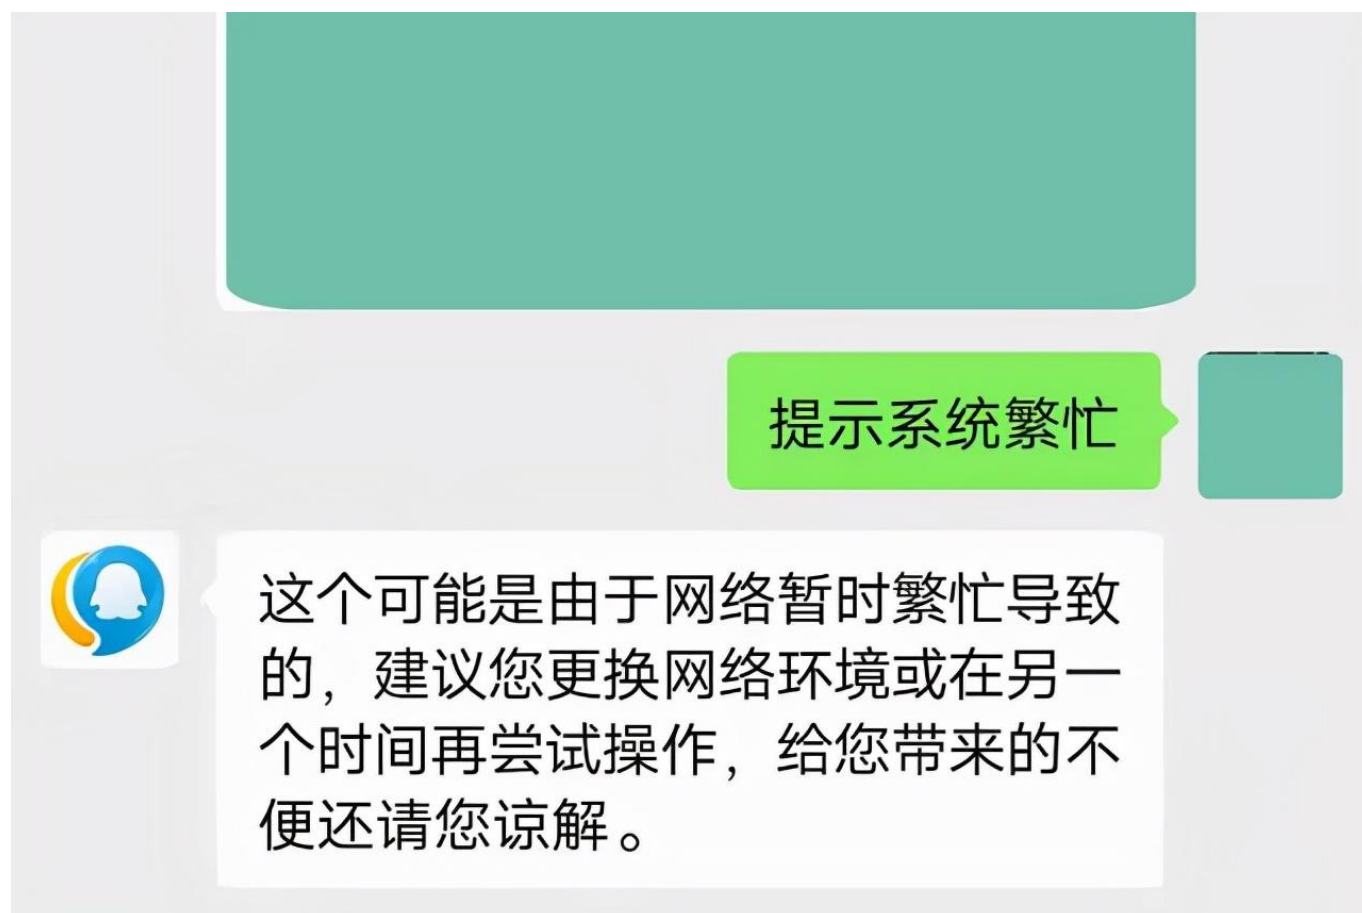 提示系统繁忙
这个可能是由于网络暂时繁忙导致
的，建议您更换网络环境或在另一
个时间再尝试操作，给您带来的不
便还请您谅解。